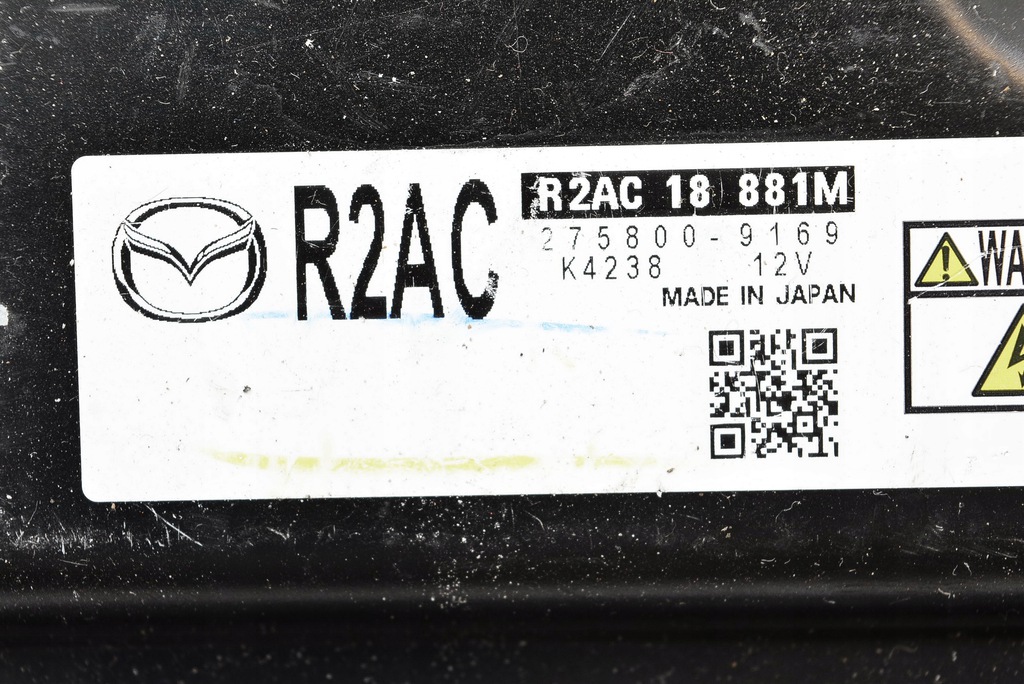 R2AC
R2AC 18 881M
275800-9169
K4238 12V
MADE IN JAPAN
WA